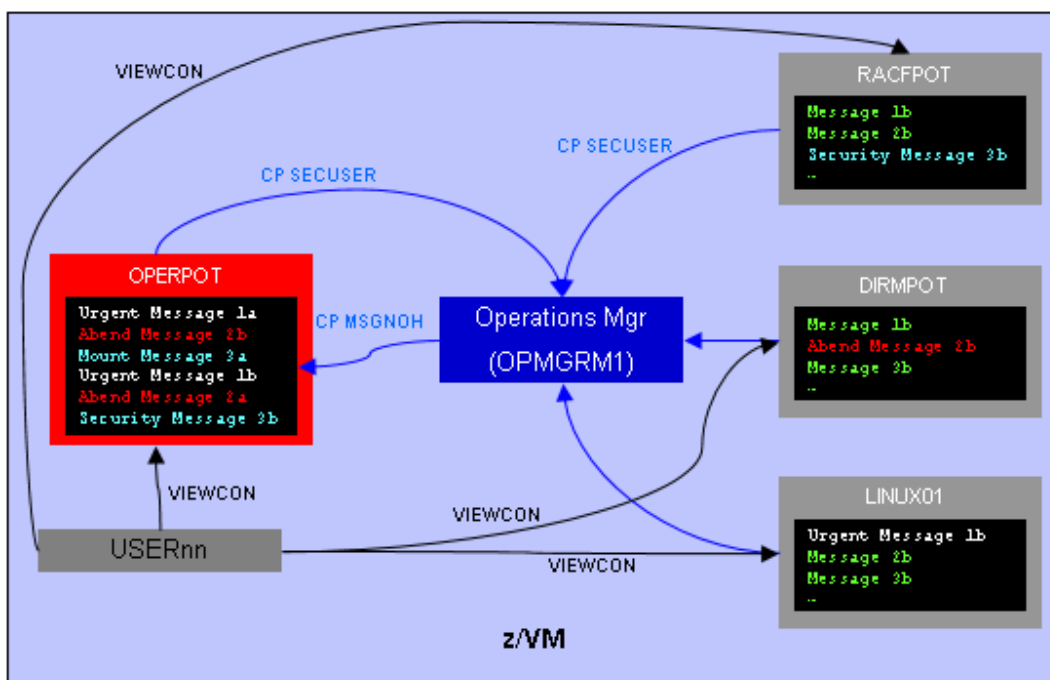 VIEWCON
RACFPOT
Message 1b
Message 2b
Security Message 3b
…
CP SECUSER
CP SECUSER
OPERPOT
Urgent Message 1a
Abend Message 2b
Mount Message 3a
Urgent Message 1b
Abend Message 2a
Security Message 3b
CP MSGNOH
Operations Mgr
(OPMGRM1)
DIRMPOT
Message 1b
Abend Message 2b
Message 3b
…
VIEWCON
USERnn
VIEWCON
VIEWCON
LINUX01
Urgent Message 1b
Message 2b
Message 3b
…
z/VM